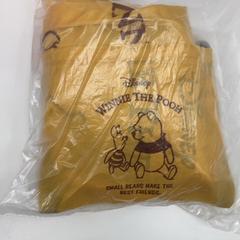 Disney
WINNIE THE POOH
SMALL BEARS MAKE THE
BEST FRIENDS.